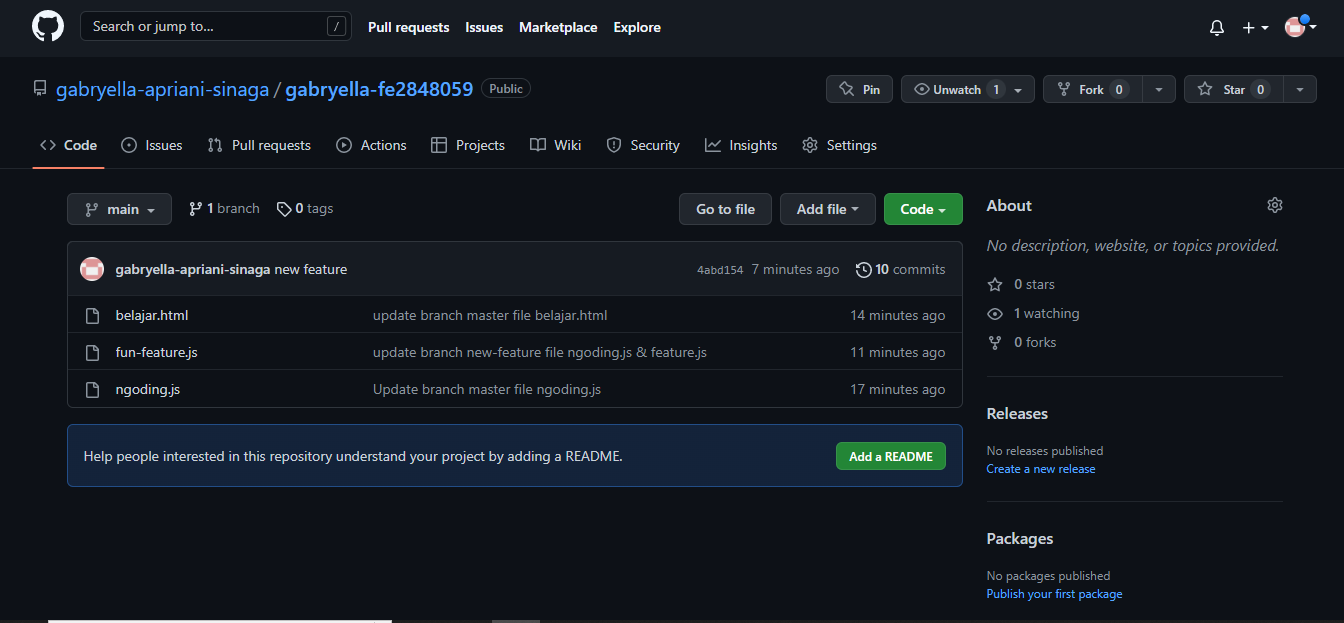 Search or jump to... / Pull requests Issues Marketplace Explore
gabryella-apriani-sinaga / gabryella-fe2848059 Public Pin Unwatch 1 Fork 0 Star 0
Code Issues Pull requests Actions Projects Wiki Security Insights Settings
main 1 branch 0 tags Go to file Add file Code
gabryella-apriani-sinaga new feature 4abd154 7 minutes ago 10 commits
belajar.html update branch master file belajar.html 14 minutes ago
fun-feature.js update branch new-feature file ngoding.js & feature.js 11 minutes ago
ngoding.js Update branch master file ngoding.js 17 minutes ago
Help people interested in this repository understand your project by adding a README. Add a README
About
No description, website, or topics provided.
0 stars
1 watching
0 forks
Releases
No releases published
Create a new release
Packages
No packages published
Publish your first package